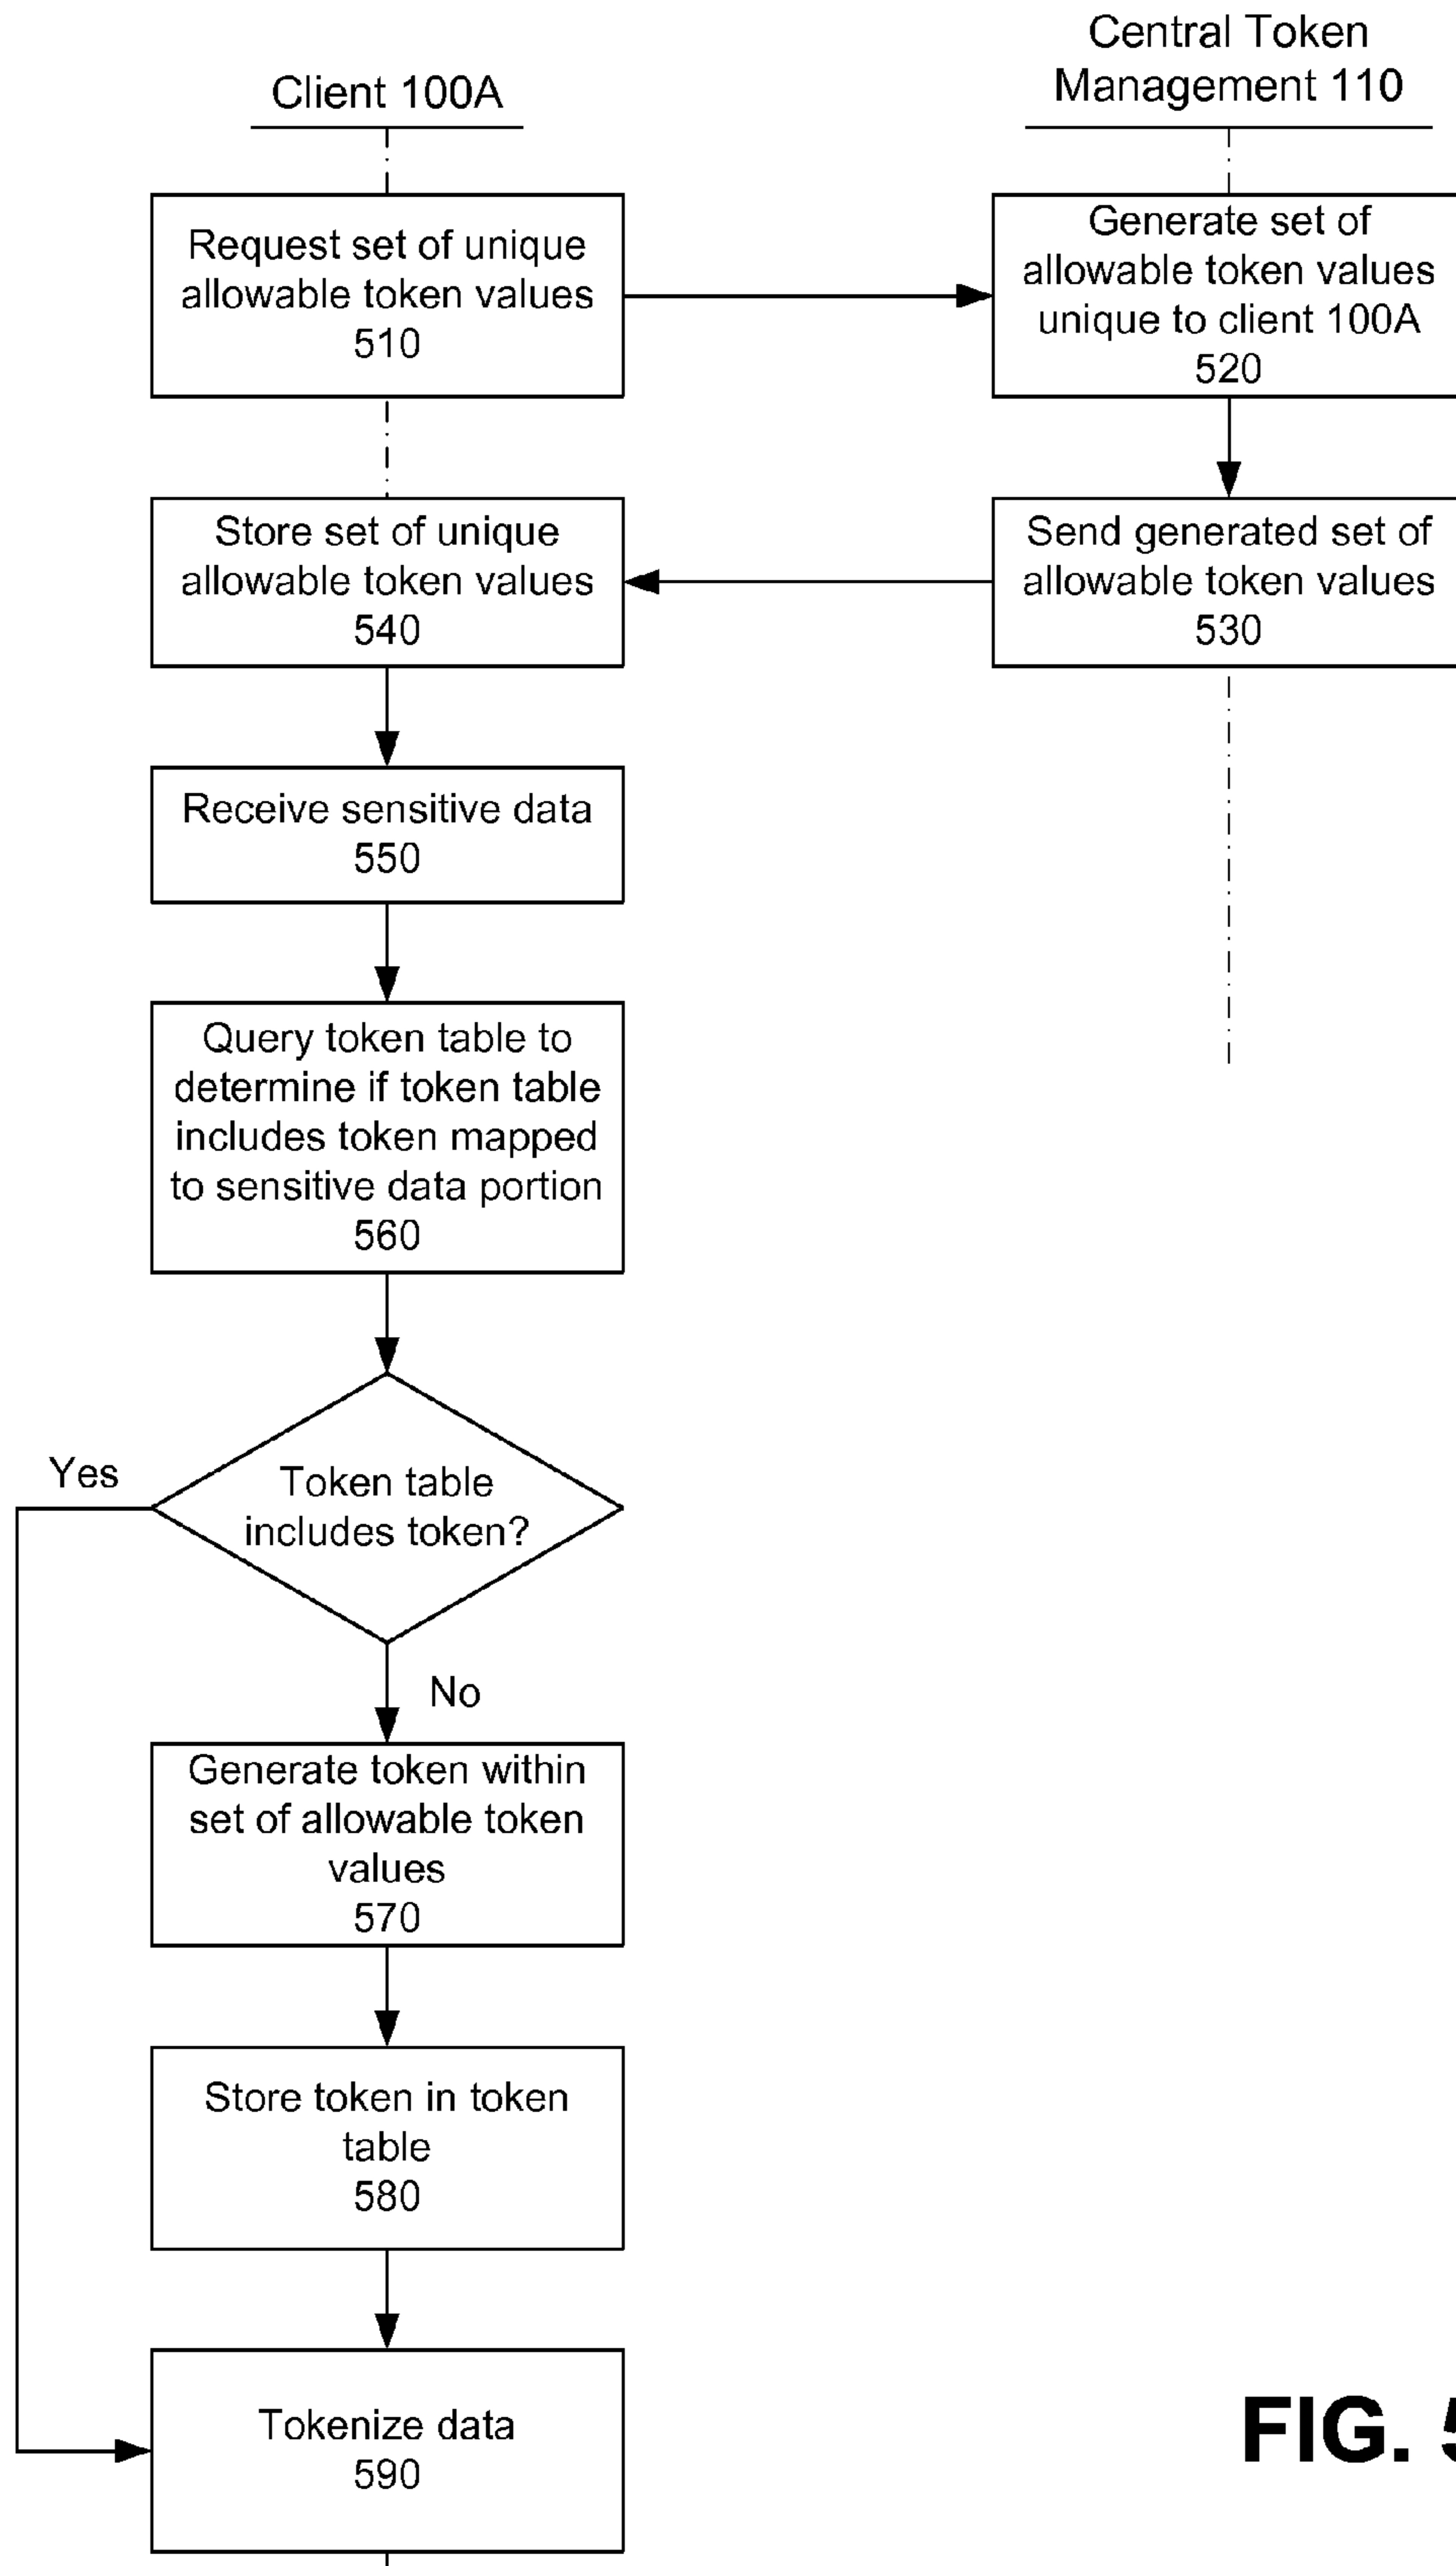 Client 100A
Central Token
Management 110
Request set of unique
allowable token values
510
Generate set of
allowable token values
unique to client 100A
520
Store set of unique
allowable token values
540
Send generated set of
allowable token values
530
Receive sensitive data
550
Query token table to
determine if token table
includes token mapped
to sensitive data portion
560
Yes
Token table
includes token?
No
Generate token within
set of allowable token
values
570
Store token in token
table
580
Tokenize data
590
FIG. 5